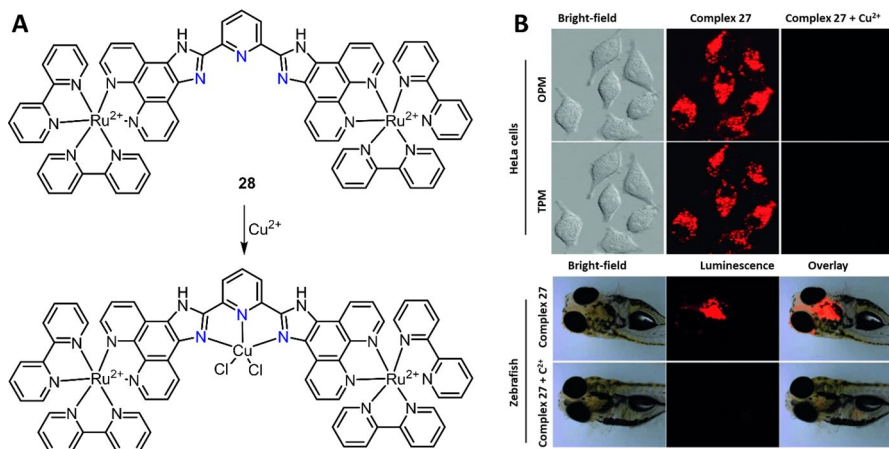 A
H
N
N
N
H
N
N
N
N
N
N
N
N
N
N
Ru2+
Ru2+
N
N
N
N
N
N
28
Cu2+
H
N
N
N
H
N
N
N
N
N
N
N
N
N
Cu
N
Ru2+
Cl
Cl
Ru2+
N
N
N
N
B
Bright-field
Complex 27
Complex 27 + Cu2+
HeLa cells
OPM
TPM
Bright-field
Luminescence
Overlay
Zebrafish
Complex 27
Complex 27 + C2+